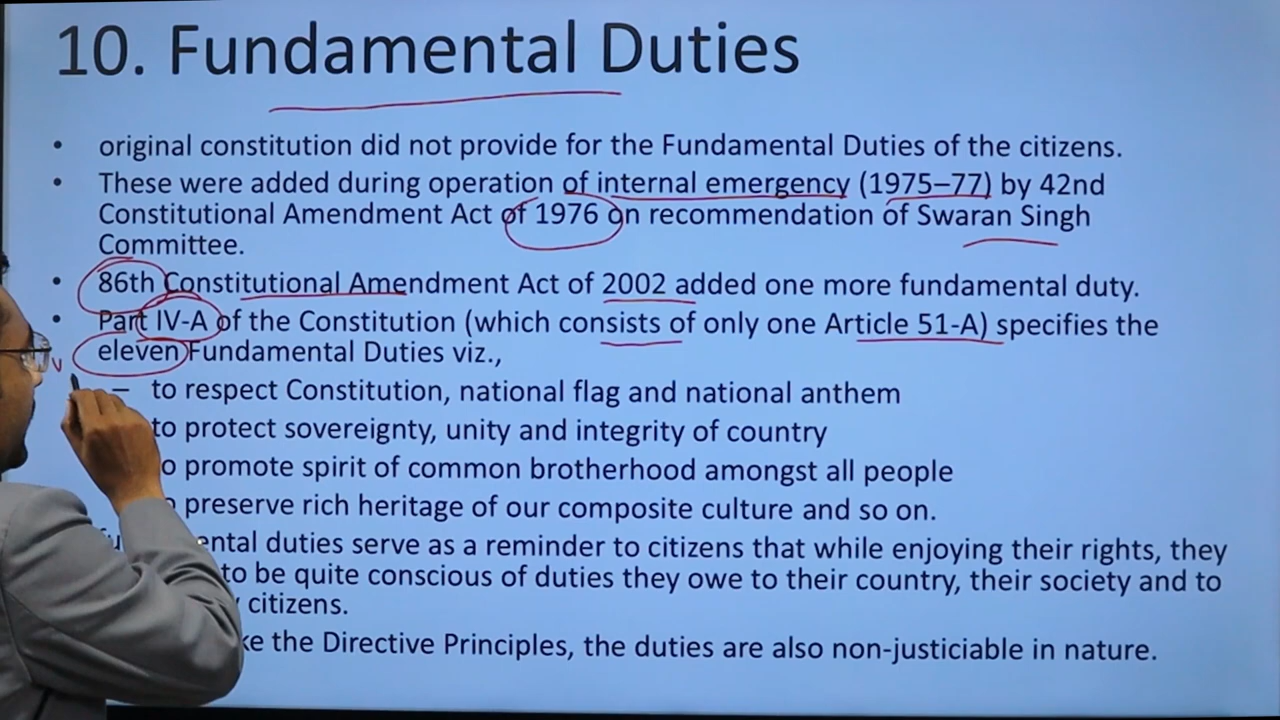 10. Fundamental Duties
• original constitution did not provide for the Fundamental Duties of the citizens.
• These were added during operation of internal emergency (1975–77) by 42nd
Constitutional Amendment Act of 1976 on recommendation of Swaran Singh
Committee.
• 86th Constitutional Amendment Act of 2002 added one more fundamental duty.
• Part IV-A of the Constitution (which consists of only one Article 51-A) specifies the
eleven Fundamental Duties viz.,
– to respect Constitution, national flag and national anthem
to protect sovereignty, unity and integrity of country
promote spirit of common brotherhood amongst all people
preserve rich heritage of our composite culture and so on.
duties serve as a reminder to citizens that while enjoying their rights, they
to be quite conscious of duties they owe to their country, their society and to
citizens.
the Directive Principles, the duties are also non-justiciable in nature.